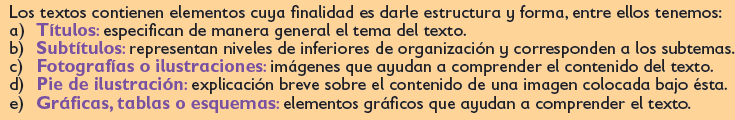 Los textos contienen elementos cuya finalidad es darle estructura y forma, entre ellos tenemos:
a) Títulos: especifican de manera general el tema del texto.
b) Subtítulos: representan niveles de inferiores de organización y corresponden a los subtemas.
c) Fotografías o ilustraciones: imágenes que ayudan a comprender el contenido del texto.
d) Pie de ilustración: explicación breve sobre el contenido de una imagen colocada bajo ésta.
e) Gráficas, tablas o esquemas: elementos gráficos que ayudan a comprender el texto.